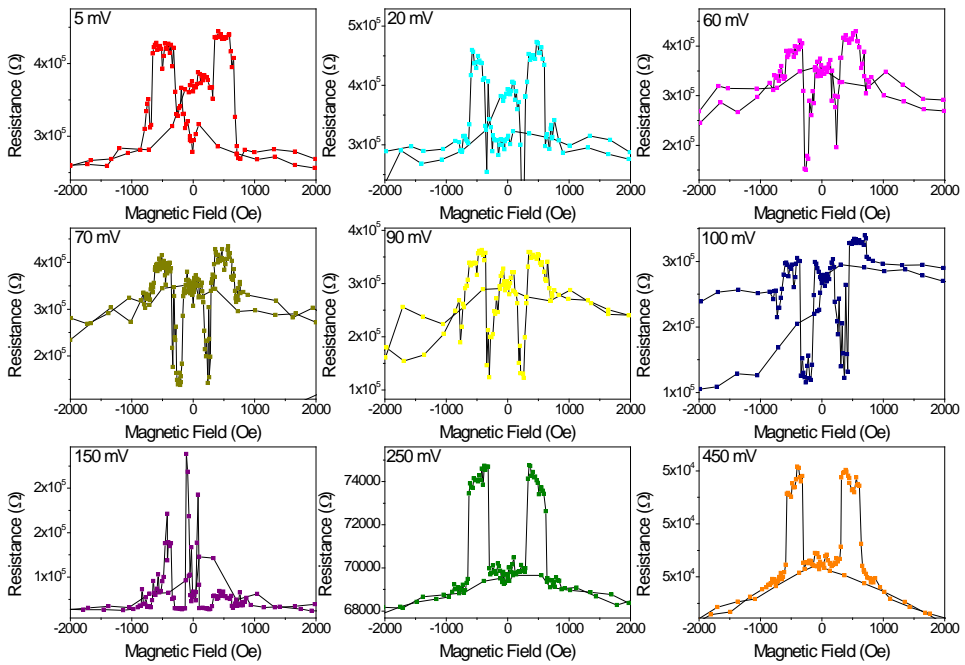 5 mV
20 mV
60 mV
4x10⁵
3x10⁵
Resistance (Ω)
-2000 -1000 0 1000 2000
Magnetic Field (Oe)
5x10⁵
4x10⁵
3x10⁵
Resistance (Ω)
-2000 -1000 0 1000 2000
Magnetic Field (Oe)
4x10⁵
3x10⁵
2x10⁵
Resistance (Ω)
-2000 -1000 0 1000 2000
Magnetic Field (Oe)
70 mV
90 mV
100 mV
4x10⁵
3x10⁵
2x10⁵
Resistance (Ω)
-2000 -1000 0 1000 2000
Magnetic Field (Oe)
4x10⁵
3x10⁵
2x10⁵
1x10⁵
Resistance (Ω)
-2000 -1000 0 1000 2000
Magnetic Field (Oe)
3x10⁵
2x10⁵
1x10⁵
Resistance (Ω)
-2000 -1000 0 1000 2000
Magnetic Field (Oe)
150 mV
250 mV
450 mV
2x10⁵
2x10⁵
1x10⁵
Resistance (Ω)
-2000 -1000 0 1000 2000
Magnetic Field (Oe)
74000
72000
70000
68000
Resistance (Ω)
-2000 -1000 0 1000 2000
Magnetic Field (Oe)
5x10⁴
5x10⁴
5x10⁴
Resistance (Ω)
-2000 -1000 0 1000 2000
Magnetic Field (Oe)